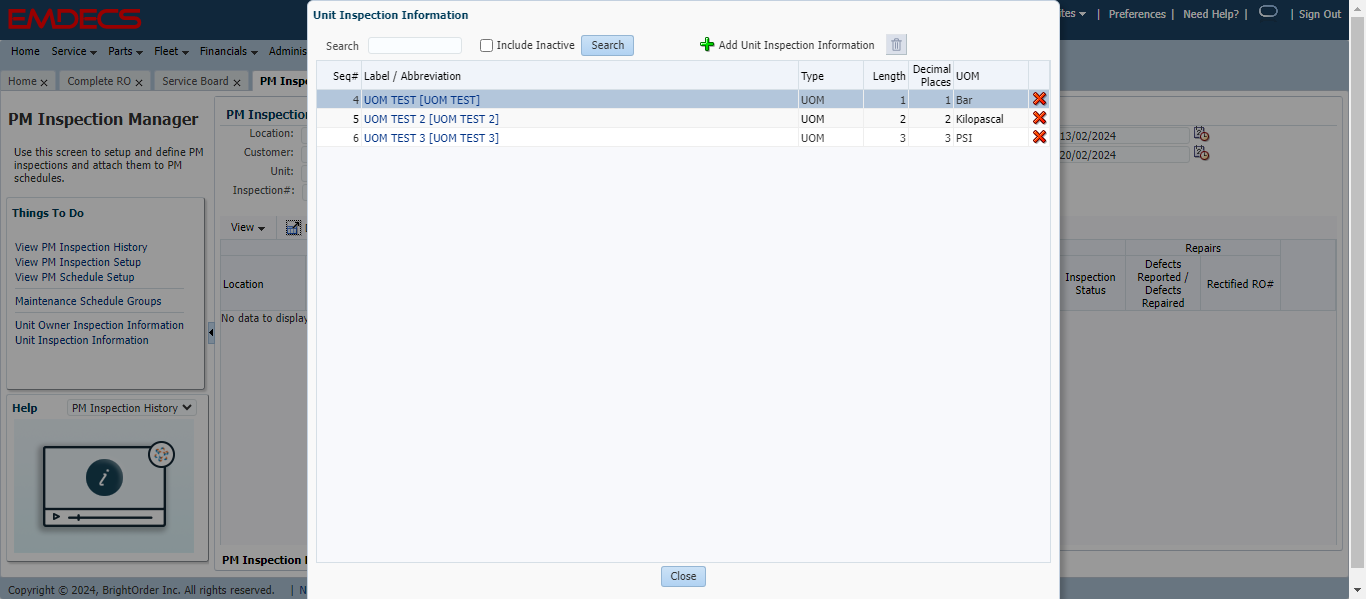 EMDECS
tes | Preferences | Need Help? | | Sign Out
Home Service Parts Fleet Financials Adminis
Home x Complete RO x Service Board x PM Inspe
PM Inspection Manager
Use this screen to setup and define PM
inspections and attach them to PM
schedules.
Things To Do
View PM Inspection History
View PM Inspection Setup
View PM Schedule Setup
Maintenance Schedule Groups
Unit Owner Inspection Information
Unit Inspection Information
Help PM Inspection History
i
Copyright © 2024, BrightOrder Inc. All rights reserved. | N
PM Inspection
Location:
Customer:
Unit:
Inspection#:
13/02/2024
20/02/2024
View
Location
Inspection
Status
Repairs
Defects
Reported /
Defects
Repaired
Rectified RO#
No data to display
PM Inspection
Unit Inspection Information
Search Include Inactive Search Add Unit Inspection Information
Seq# Label / Abbreviation Type Length Decimal Places UOM
4 UOM TEST [UOM TEST] UOM 1 1 Bar
5 UOM TEST 2 [UOM TEST 2] UOM 2 2 Kilopascal
6 UOM TEST 3 [UOM TEST 3] UOM 3 3 PSI
Close